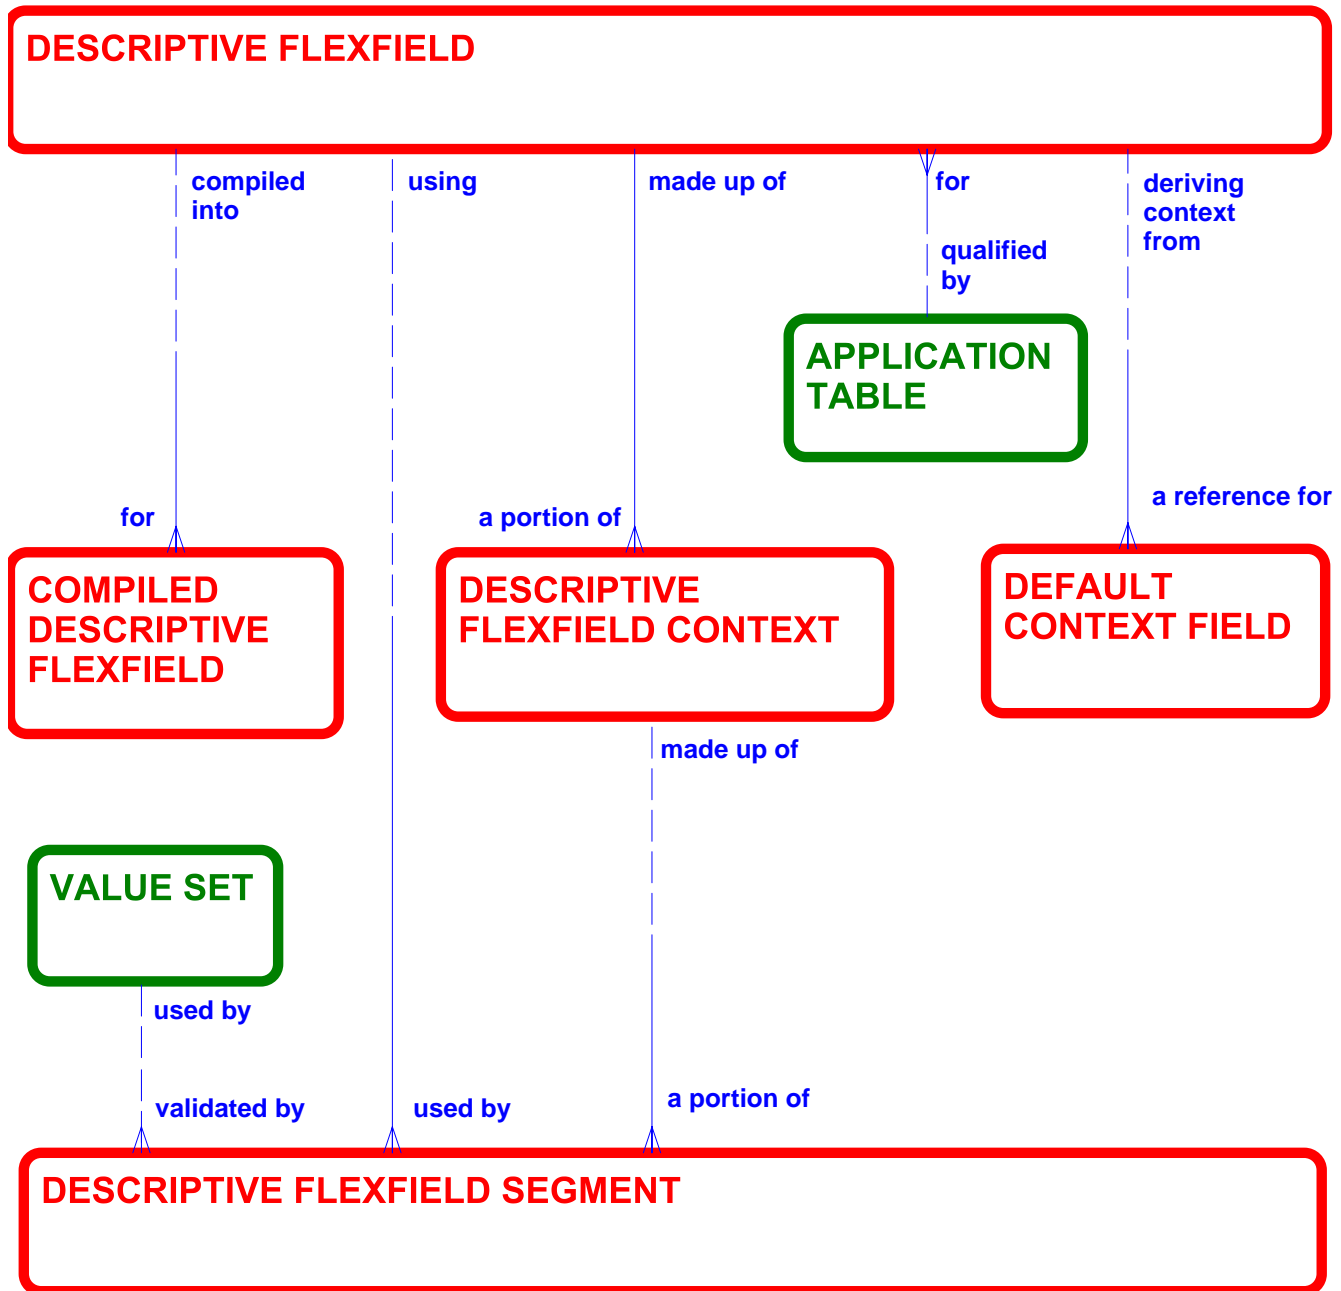 DESCRIPTIVE FLEXFIELD
compiled
into
using
made up of
for
deriving
context
from
qualified
by
APPLICATION
TABLE
for
a portion of
a reference for
COMPILED
DESCRIPTIVE
FLEXFIELD
DESCRIPTIVE
FLEXFIELD CONTEXT
DEFAULT
CONTEXT FIELD
made up of
VALUE SET
used by
validated by
used by
a portion of
DESCRIPTIVE FLEXFIELD SEGMENT